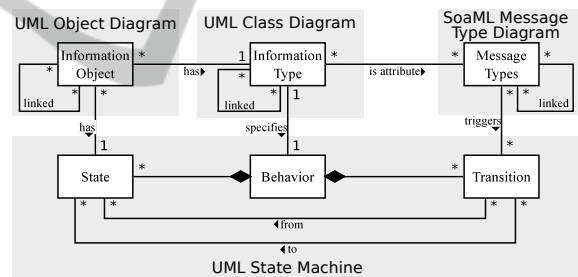 UML Object Diagram
UML Class Diagram
SoaML Message
Type Diagram
Information
Object
*
has
1
Information
Type
*
is attribute
*
Message
Types
*
*
linked
*
*
*
linked
1
*
*
linked
has
specifies
triggers
1
1
*
State
*
Behavior
*
Transition
*
*
*
*
from
to
UML State Machine